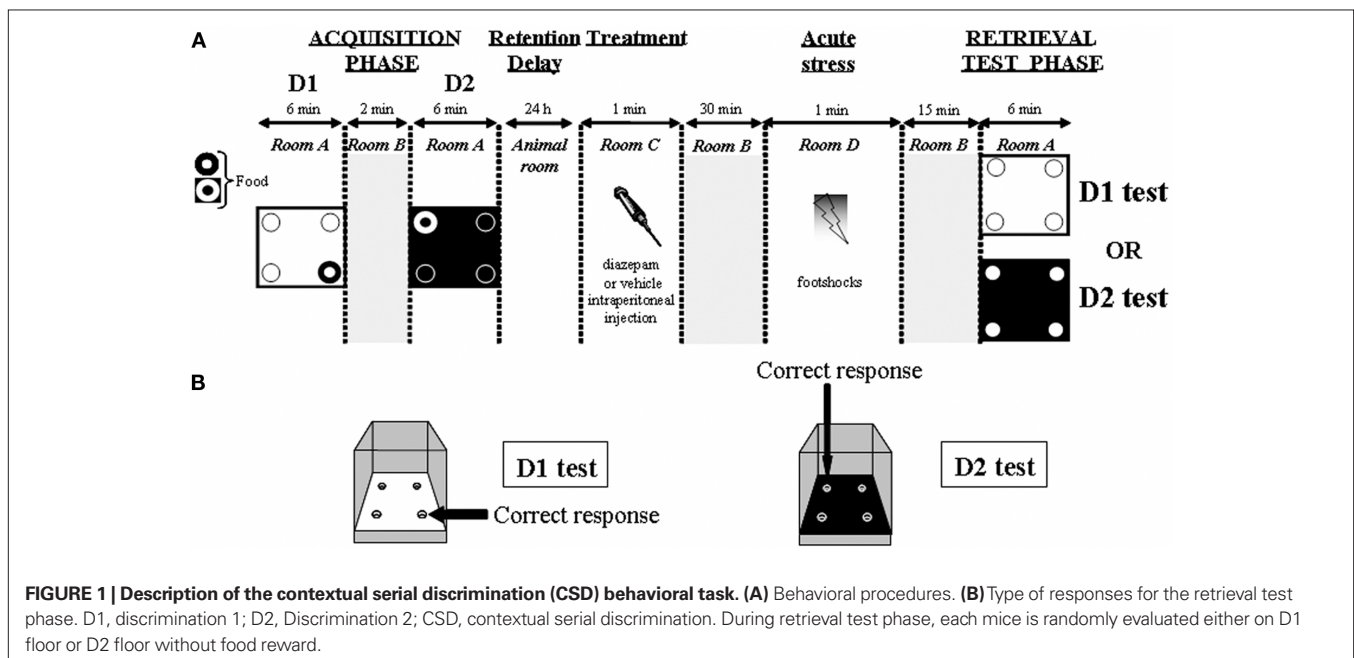 A
ACQUISITION PHASE
Retention Delay
Treatment
Acute stress
RETRIEVAL TEST PHASE
D1
D2
6 min
2 min
6 min
24 h
1 min
30 min
1 min
15 min
6 min
Room A
Room B
Room A
Animal room
Room C
Room B
Room D
Room B
Room A
Food
diazepam
or vehicle
intraperitoneal
injection
footshocks
D1 test
OR
D2 test
B
Correct response
D1 test
Correct response
D2 test
FIGURE 1 | Description of the contextual serial discrimination (CSD) behavioral task. (A) Behavioral procedures. (B) Type of responses for the retrieval test
phase. D1, discrimination 1; D2, Discrimination 2; CSD, contextual serial discrimination. During retrieval test phase, each mice is randomly evaluated either on D1
floor or D2 floor without food reward.